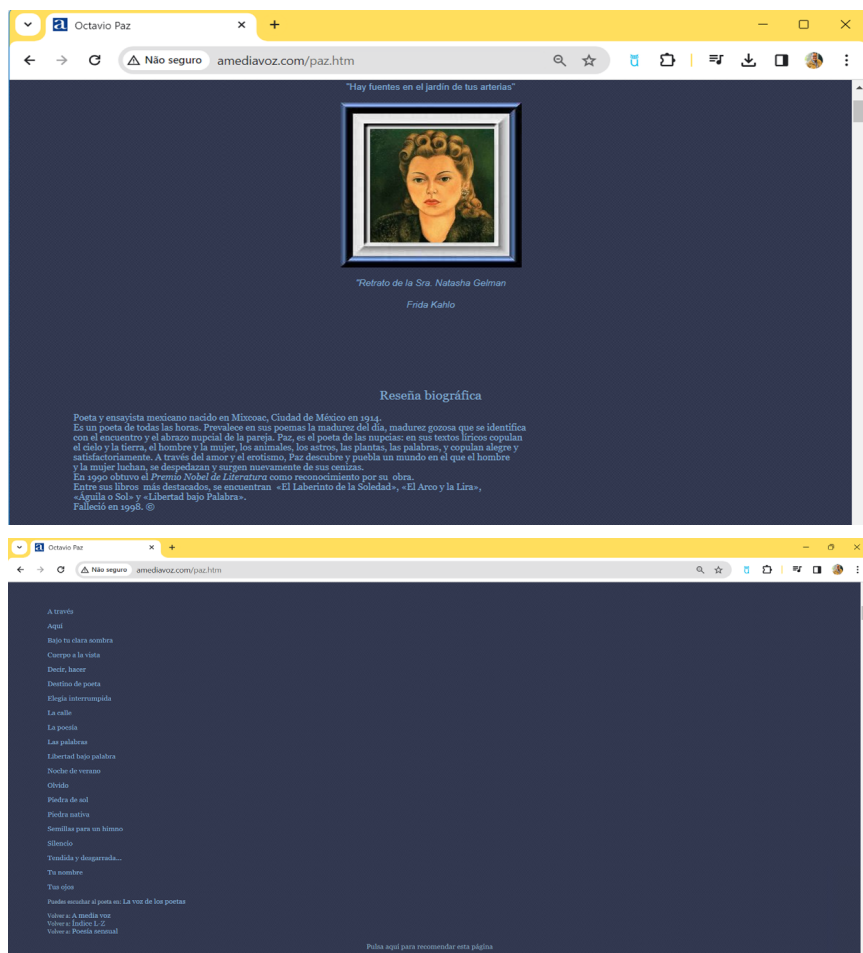 Octavio Paz
Não seguro amediavoz.com/paz.htm
"Hay fuentes en el jardín de tus arterias"
"Retrato de la Sra. Natasha Gelman
Frida Kahlo
Reseña biográfica
Poeta y ensayista mexicano nacido en Mixcoac, Ciudad de México en 1914.
Es un poeta de todas las horas. Prevalece en sus poemas la madurez del día, madurez gozosa que se identifica
con el encuentro y el abrazo nupcial de la pareja. Paz, es el poeta de las nupcias: en sus textos líricos copulan
el cielo y la tierra, el hombre y la mujer, los animales, los astros, las plantas, las palabras, y copulan alegre y
satisfactoriamente. A través del amor y el erotismo, Paz descubre y puebla un mundo en el que el hombre
y la mujer luchan, se despedazan y surgen nuevamente de sus cenizas.
En 1990 obtuvo el Premio Nobel de Literatura como reconocimiento por su obra.
Entre sus libros más destacados, se encuentran «El Laberinto de la Soledad», «El Arco y la Lira»,
«Águila o Sol» y «Libertad bajo Palabra».
Falleció en 1998. ©
Octavio Paz
Não seguro amediavoz.com/paz.htm
A través
Aquí
Bajo tu clara sombra
Cuerpo a la vista
Decir, hacer
Destino de poeta
Elegía interrumpida
La calle
La poesía
Las palabras
Libertad bajo palabra
Noche de verano
Olvido
Piedra de sol
Piedra nativa
Semillas para un himno
Silencio
Tendida y desgarrada...
Tu nombre
Tus ojos
Puedes escuchar al poeta en: La voz de los poetas
Volver a: A media voz
Volver a: Índice L-Z
Volver a: Poesía sensual
Pulsa aquí para recomendar esta página